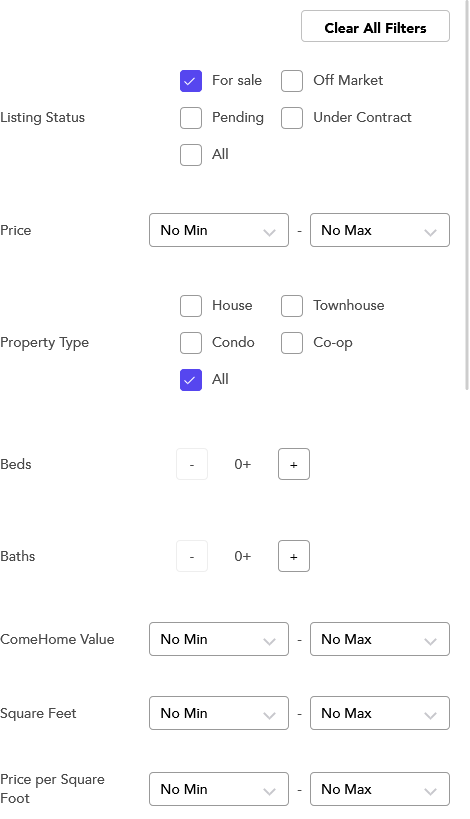 Clear All Filters
For sale
Off Market
Listing Status
Pending
Under Contract
All
Price
No Min
-
No Max
House
Townhouse
Property Type
Condo
Co-op
All
Beds
-
0+
+
Baths
-
0+
+
ComeHome Value
No Min
-
No Max
Square Feet
No Min
-
No Max
Price per Square
Foot
No Min
-
No Max